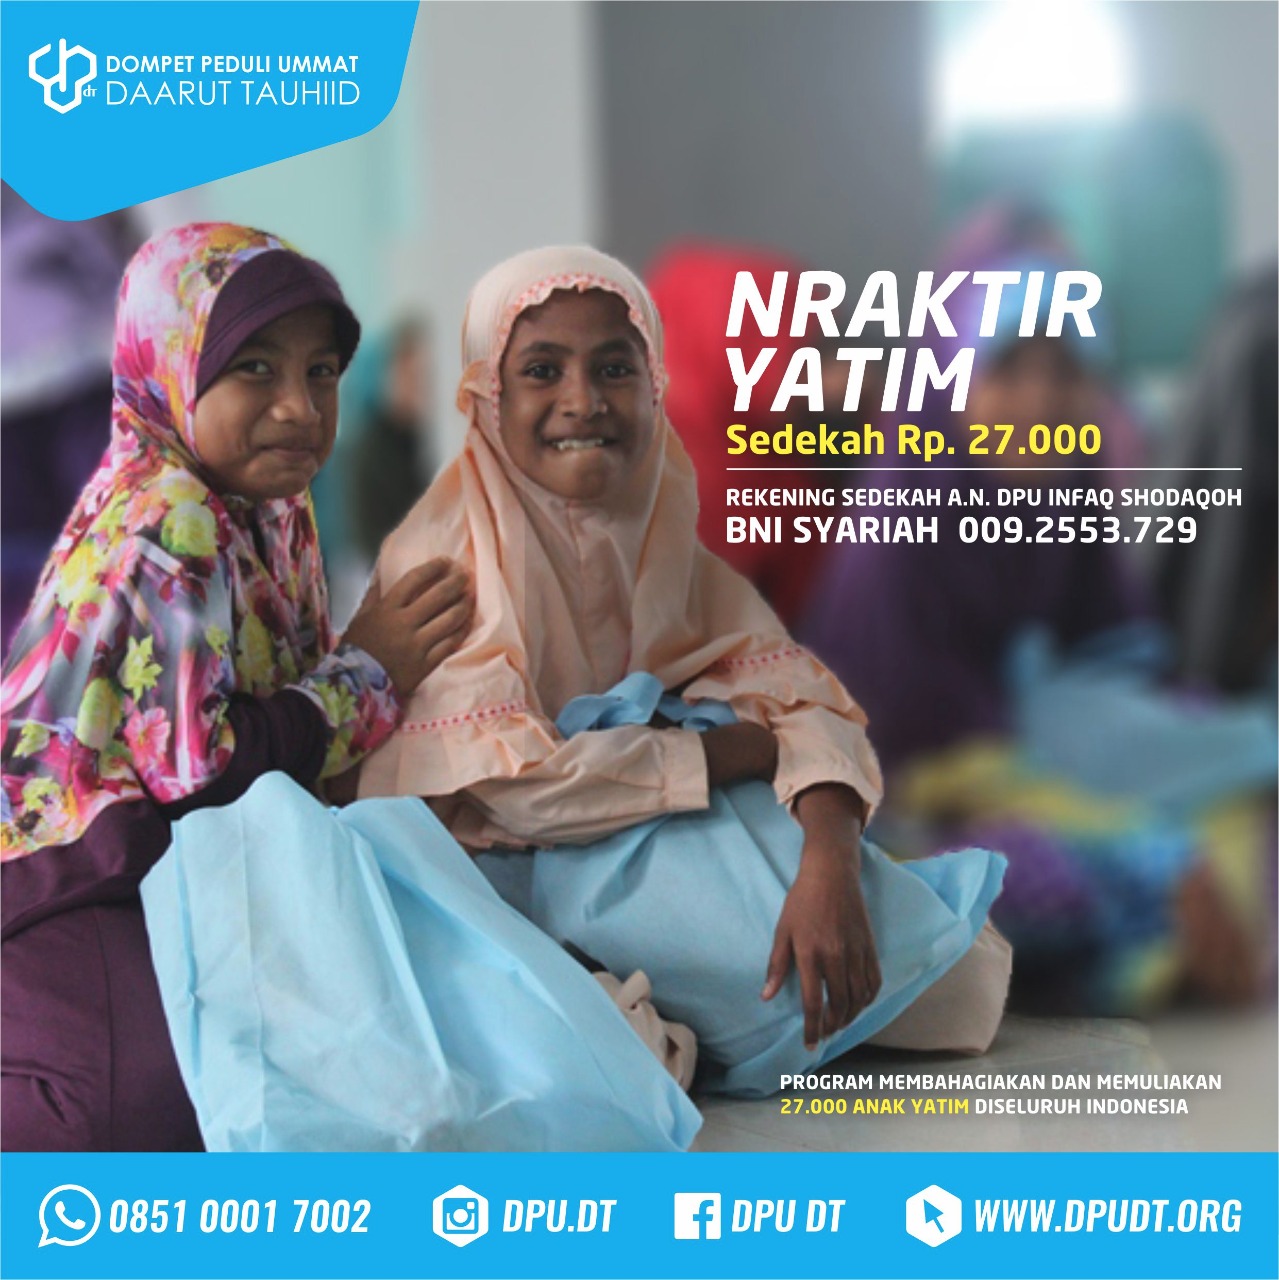 DOMPET PEDULI UMMAT
DAARUT TAUHIID
dt
NRAKTIR
YATIM
Sedekah Rp. 27.000
REKENING SEDEKAH A.N. DPU INFAQ SHODAQOH
BNI SYARIAH 009.2553.729
PROGRAM MEMBAHAGIAKAN DAN MEMULIAKAN
27.000 ANAK YATIM DISELURUH INDONESIA
0851 0001 7002
DPU.DT
DPU DT
WWW.DPUDT.ORG